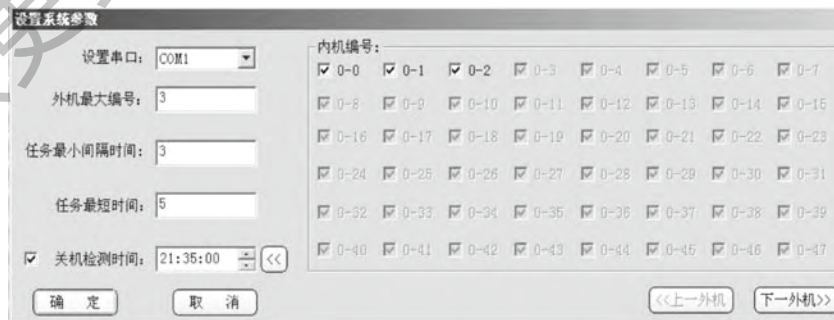 设置系统参数
设置串口: COM1
外机最大编号: 3
任务最小间隔时间: 3
任务最短时间: 5
关机检测时间: 21:35:00 <<
确 定 取 消
内机编号:
0-0 0-1 0-2 0-3 0-4 0-5 0-6 0-7
0-8 0-9 0-10 0-11 0-12 0-13 0-14 0-15
0-16 0-17 0-18 0-19 0-20 0-21 0-22 0-23
0-24 0-25 0-26 0-27 0-28 0-29 0-30 0-31
0-32 0-33 0-34 0-35 0-36 0-37 0-38 0-39
0-40 0-41 0-42 0-43 0-44 0-45 0-46 0-47
<<上一外机 下一外机>>